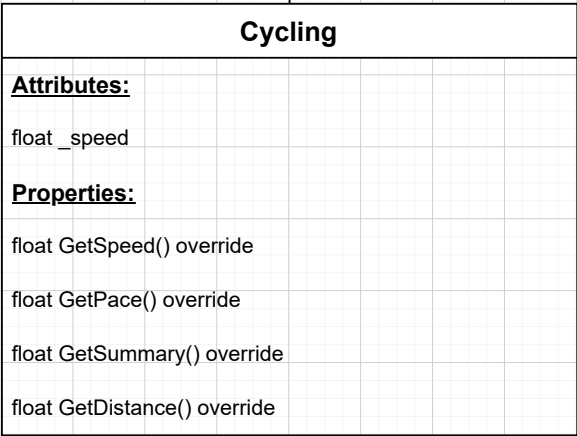 Cycling
Attributes:
float _speed
Properties:
float GetSpeed() override
float GetPace() override
float GetSummary() override
float GetDistance() override